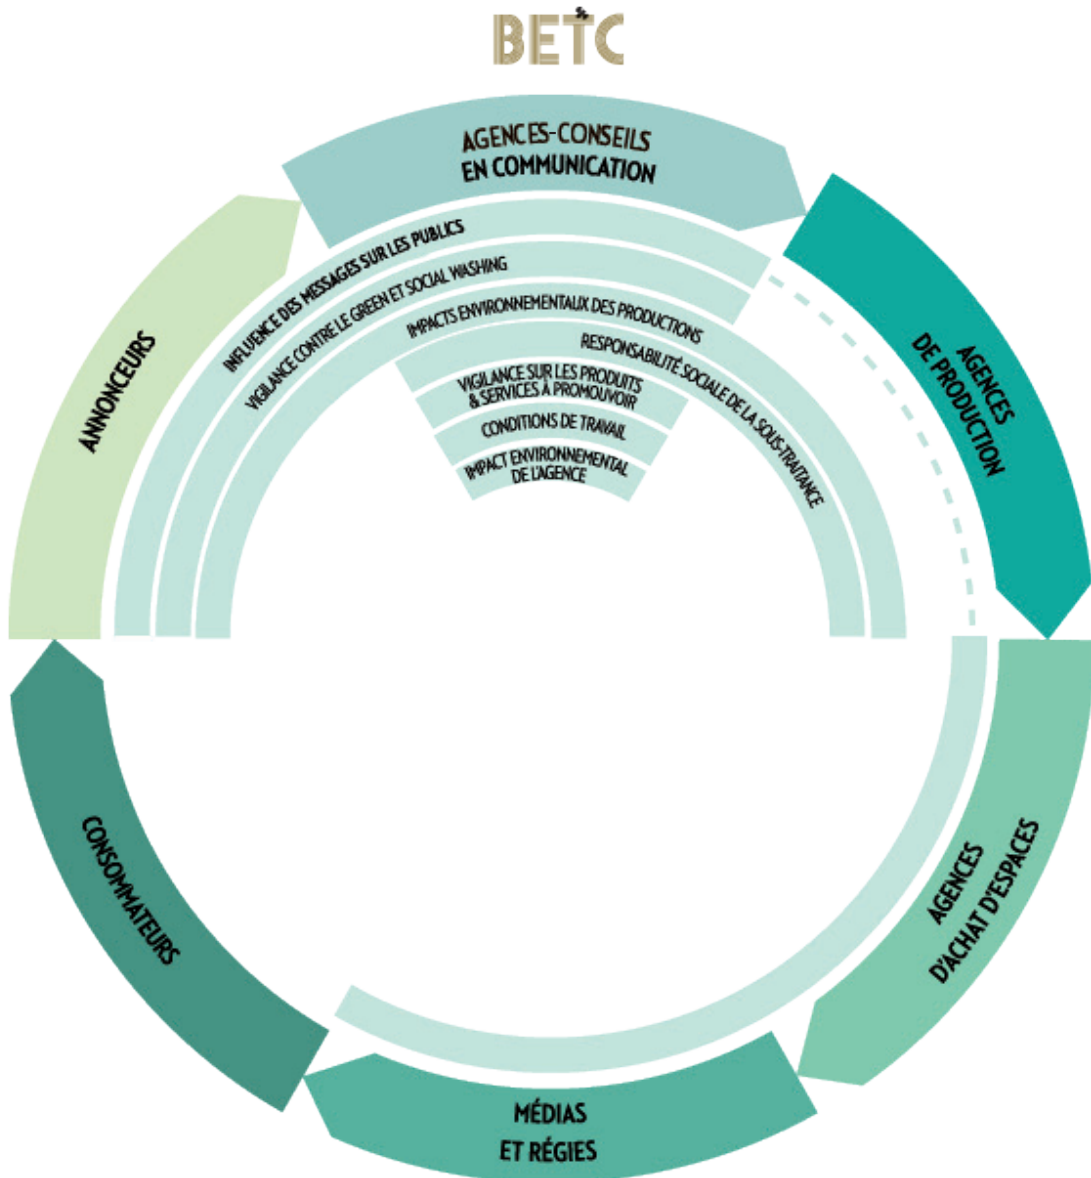 BETC
AGENCES-CONSEILS
EN COMMUNICATION
INFLUENCE DES MESSAGES SUR LES PUBLICS
VIGILANCE CONTRE LE GREEN ET SOCIAL WASHING
IMPACTS ENVIRONNEMENTAUX DES PRODUCTIONS
RESPONSABILITÉ SOCIALE DE LA SOUS-TRAITANCE
VIGILANCE SUR LES PRODUITS
& SERVICES À PROMOUVOIR
CONDITIONS DE TRAVAIL
IMPACT ENVIRONNEMENTAL
DE L'AGENCE
ANNONCEURS
AGENCES
DE PRODUCTION
AGENCES
D'ACHAT D'ESPACES
CONSOMMATEURS
MÉDIAS
ET RÉGIES